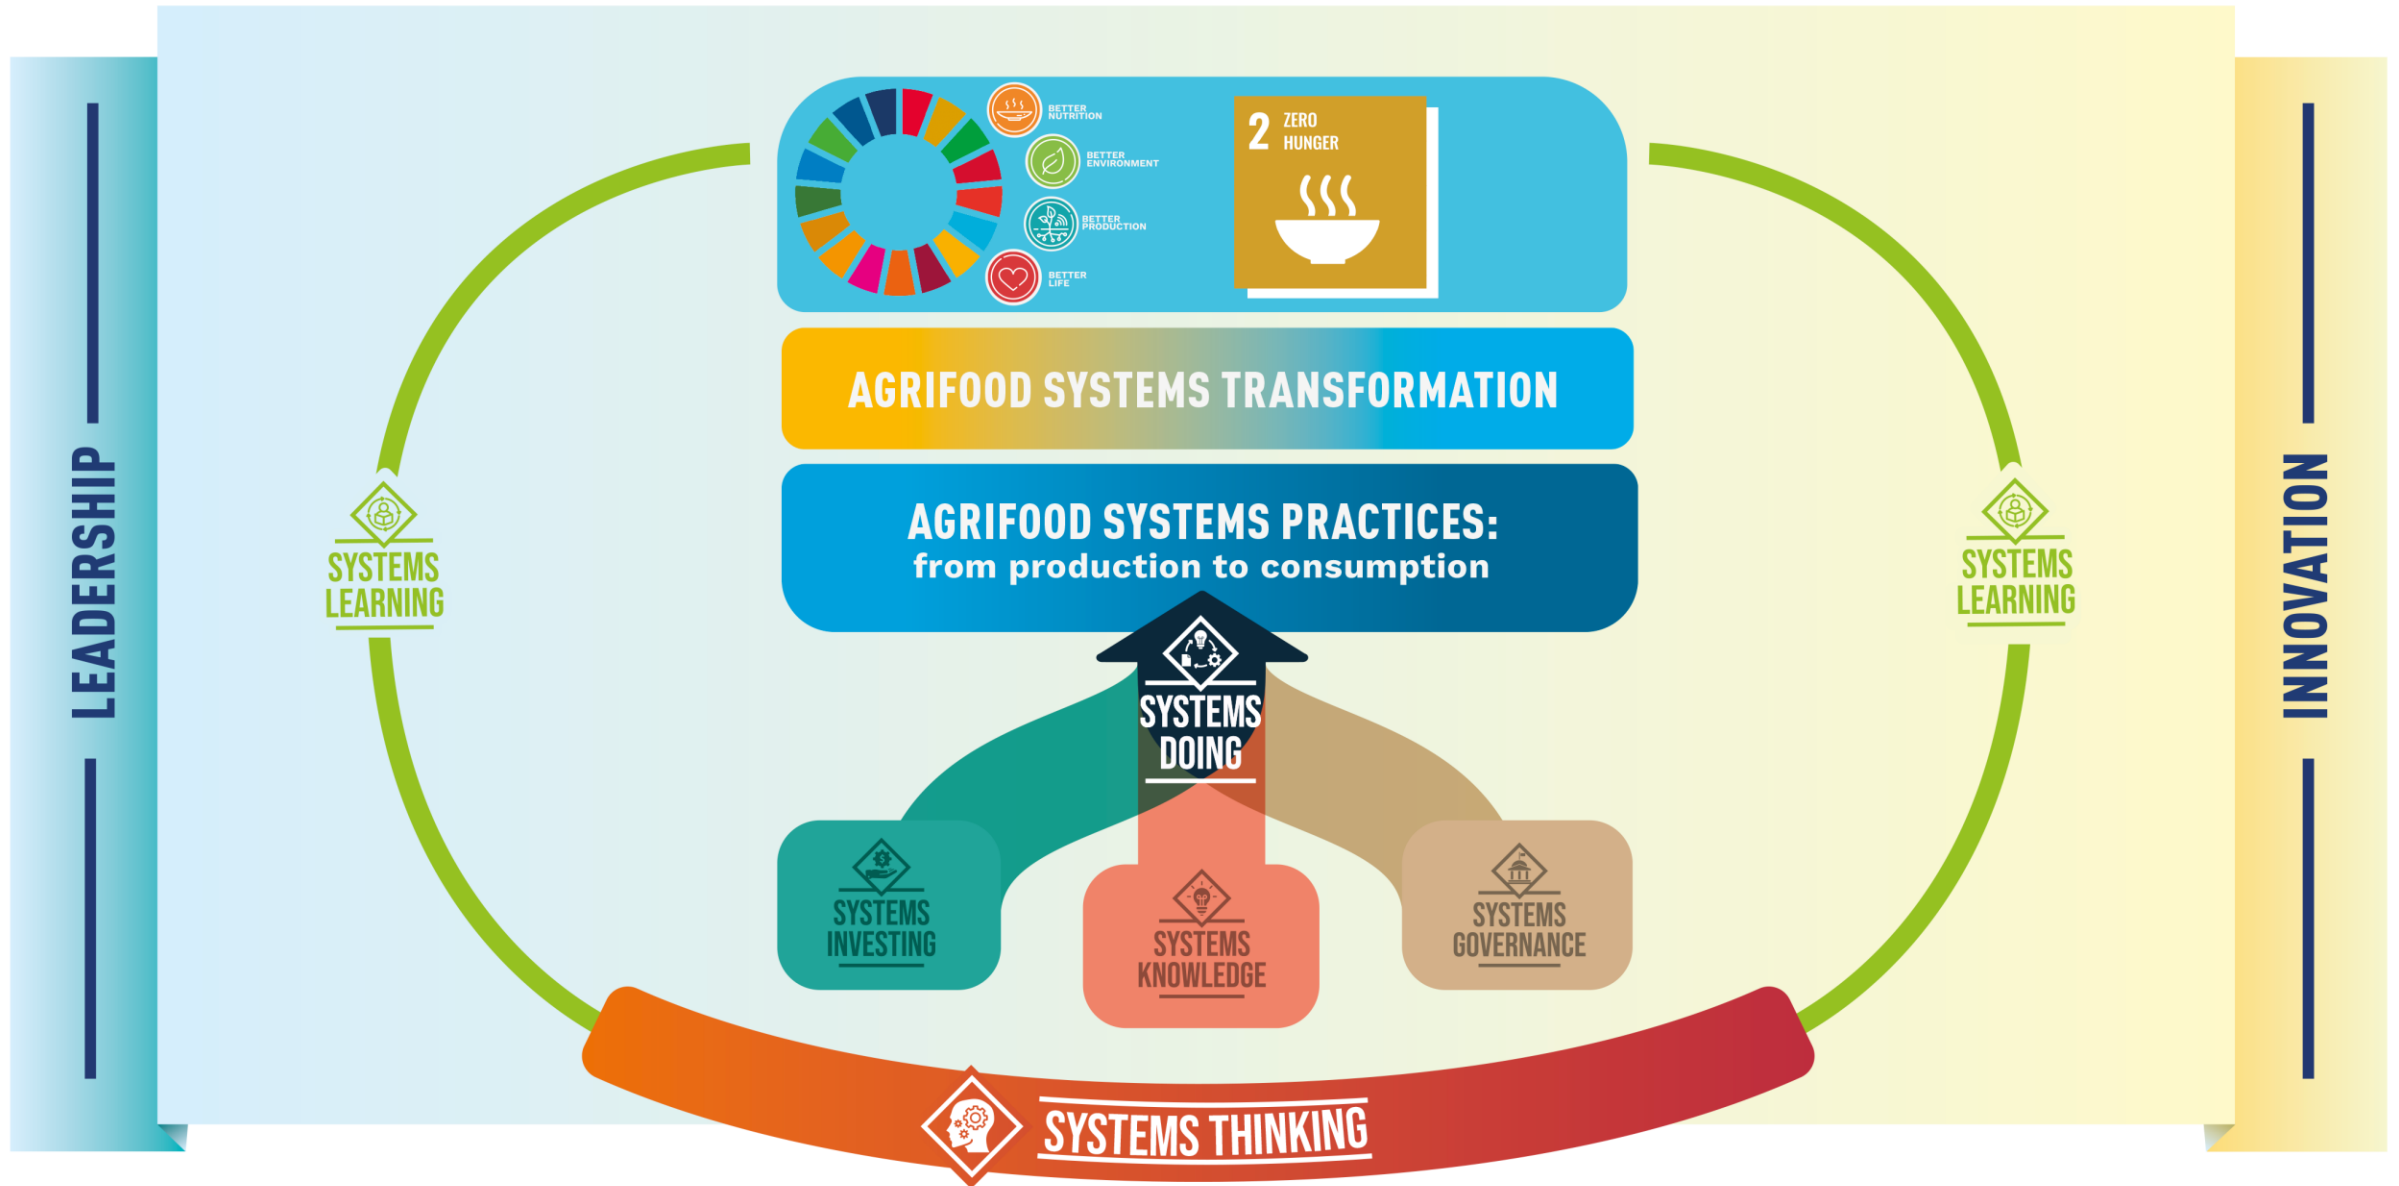 LEADERSHIP
BETTER
NUTRITION
BETTER
ENVIRONMENT
BETTER
PRODUCTION
BETTER
LIFE
2 ZERO
HUNGER
AGRIFOOD SYSTEMS TRANSFORMATION
AGRIFOOD SYSTEMS PRACTICES:
from production to consumption
SYSTEMS
LEARNING
SYSTEMS
LEARNING
SYSTEMS
DOING
SYSTEMS
INVESTING
SYSTEMS
KNOWLEDGE
SYSTEMS
GOVERNANCE
SYSTEMS THINKING
INNOVATION